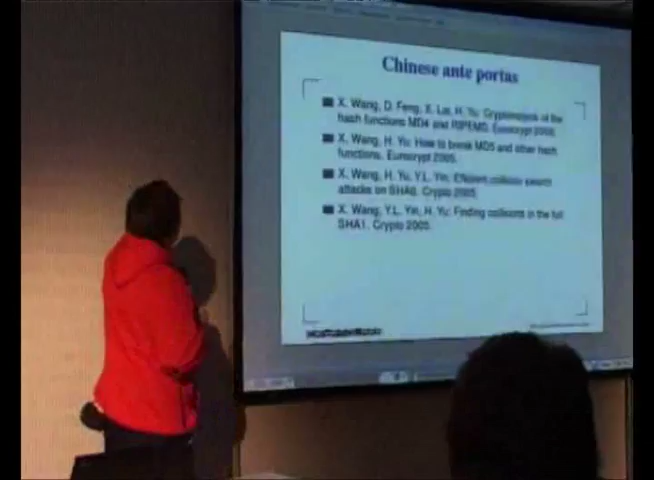 Chinese ante portas
X. Wang, D. Feng, X. Lai, H. Yu: Cryptanalysis of the
hash functions MD4 and RIPEMD. Eurocrypt 2005.
X. Wang, H. Yu: How to break MD5 and other hash
functions. Eurocrypt 2005.
X. Wang, H. Yu, Y.L. Yin, Efficient collision search
attacks on SHA0. Crypto 2005.
X. Wang, Y.L. Yin, H. Yu: Finding collisions in the full
SHA1. Crypto 2005.